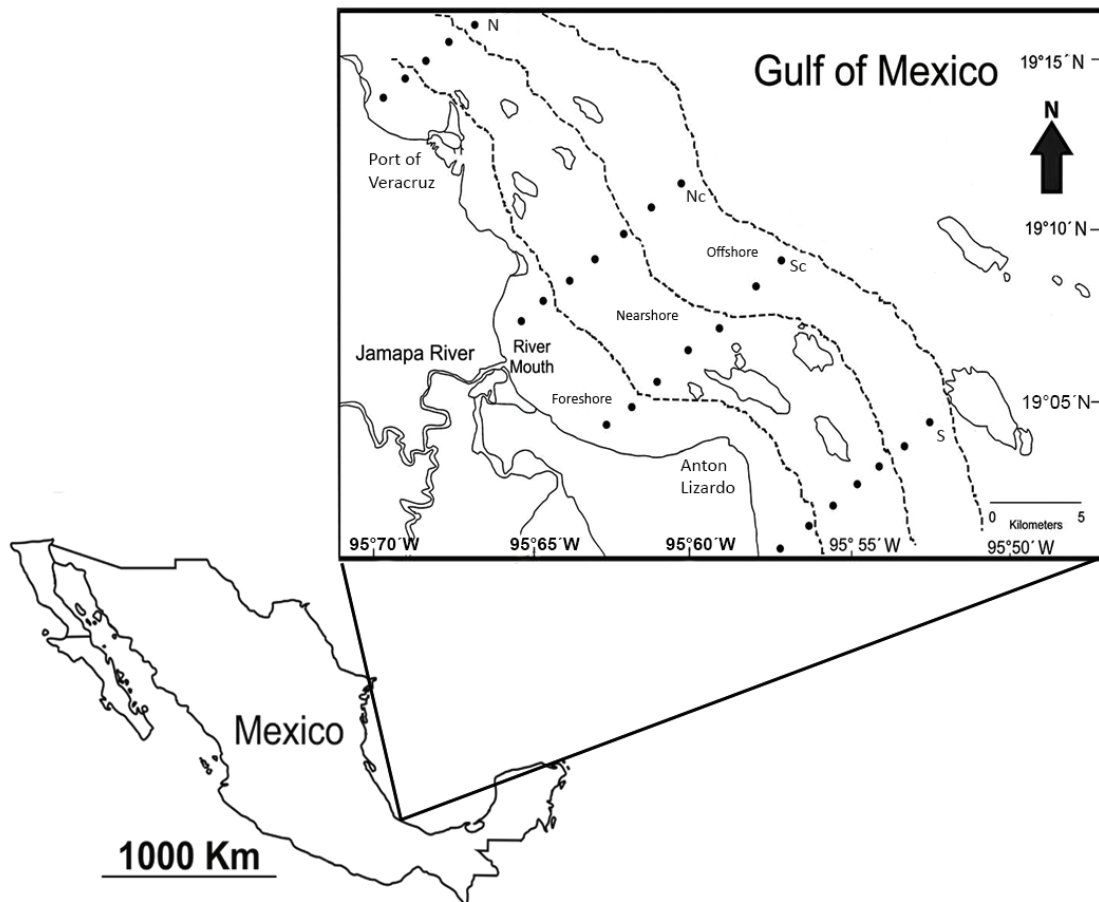 N
Gulf of Mexico
19°15´N
N
Port of
Veracruz
Nc
19°10´N
Offshore
Sc
Nearshore
Jamapa River
River
Mouth
Foreshore
19°05´N
S
Anton
Lizardo
0 5
Kilometers
95°70´W 95°65´W 95°60´W 95°55´W 95°50´W
Mexico
1000 Km